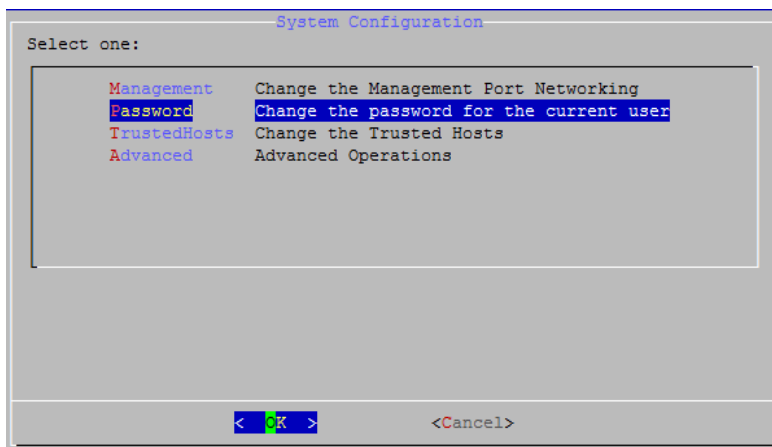 System Configuration
Select one:
Management Change the Management Port Networking
Password Change the password for the current user
TrustedHosts Change the Trusted Hosts
Advanced Advanced Operations
< OK > <Cancel>